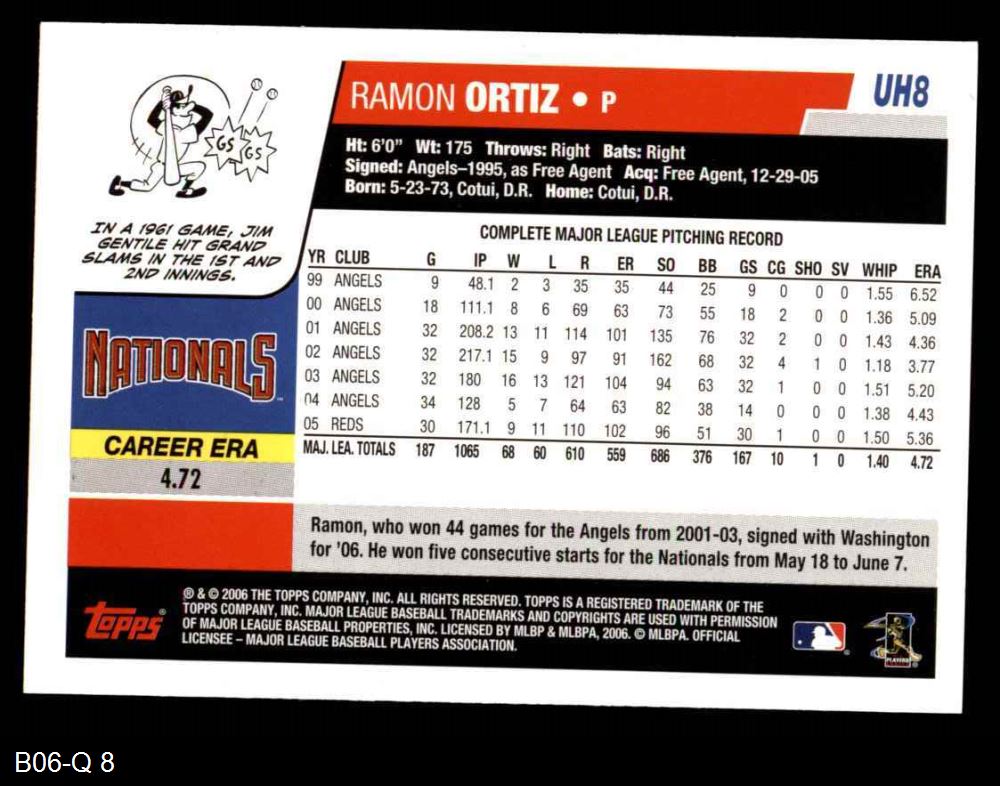 RAMON ORTIZ • P
UH8
Ht: 6'0" Wt: 175 Throws: Right Bats: Right
Signed: Angels–1995, as Free Agent Acq: Free Agent, 12-29-05
Born: 5-23-73, Cotui, D.R. Home: Cotui, D.R.
GS GS
IN A 1961 GAME, JIM
GENTILE HIT GRAND
SLAMS IN THE 1ST AND
2ND INNINGS.
COMPLETE MAJOR LEAGUE PITCHING RECORD
YR CLUB G IP W L R ER SO BB GS CG SHO SV WHIP ERA
99 ANGELS 9 48.1 2 3 35 35 44 25 9 0 0 0 1.55 6.52
00 ANGELS 18 111.1 8 6 69 63 73 55 18 2 0 0 1.36 5.09
01 ANGELS 32 208.2 13 11 114 101 135 76 32 2 0 0 1.43 4.36
02 ANGELS 32 217.1 15 9 97 91 162 68 32 4 1 0 1.18 3.77
03 ANGELS 32 180 16 13 121 104 94 63 32 1 0 0 1.51 5.20
04 ANGELS 34 128 5 7 64 63 82 38 14 0 0 0 1.38 4.43
05 REDS 30 171.1 9 11 110 102 96 51 30 1 0 0 1.50 5.36
MAJ. LEA. TOTALS 187 1065 68 60 610 559 686 376 167 10 1 0 1.40 4.72
NATIONALS
CAREER ERA
4.72
Ramon, who won 44 games for the Angels from 2001-03, signed with Washington
for '06. He won five consecutive starts for the Nationals from May 18 to June 7.
Topps®
® & © 2006 THE TOPPS COMPANY, INC. ALL RIGHTS RESERVED. TOPPS IS A REGISTERED TRADEMARK OF THE
TOPPS COMPANY, INC. MAJOR LEAGUE BASEBALL TRADEMARKS AND COPYRIGHTS ARE USED WITH PERMISSION
OF MAJOR LEAGUE BASEBALL PROPERTIES, INC. LICENSED BY MLBP & MLBPA, 2006. © MLBPA. OFFICIAL
LICENSEE – MAJOR LEAGUE BASEBALL PLAYERS ASSOCIATION.
PLAYERS
B06-Q 8